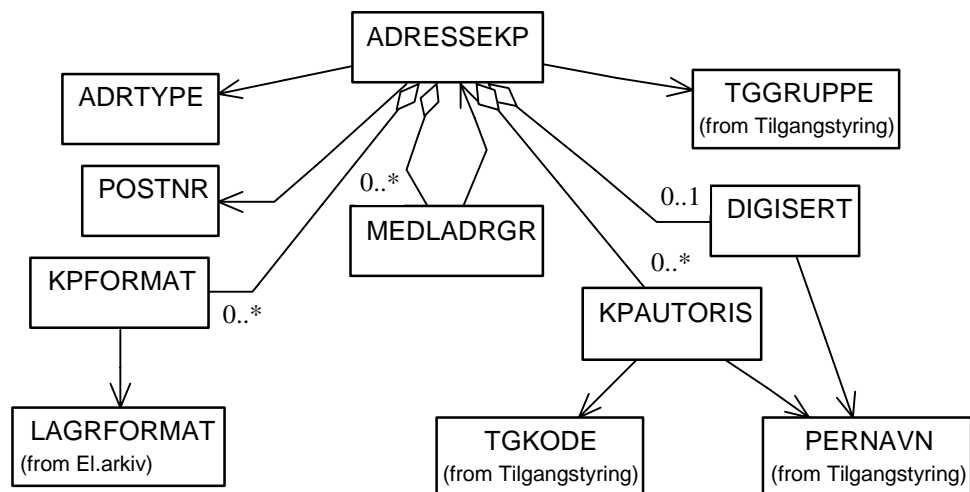 ADRESSEKP
ADRTYPE
TGGRUPPE
(from Tilgangstyring)
POSTNR
0..*
MEDLADRGR
0..1
DIGISERT
KPFORMAT
0..*
0..*
KPAUTORIS
LAGRFORMAT
(from El.arkiv)
TGKODE
(from Tilgangstyring)
PERNAVN
(from Tilgangstyring)